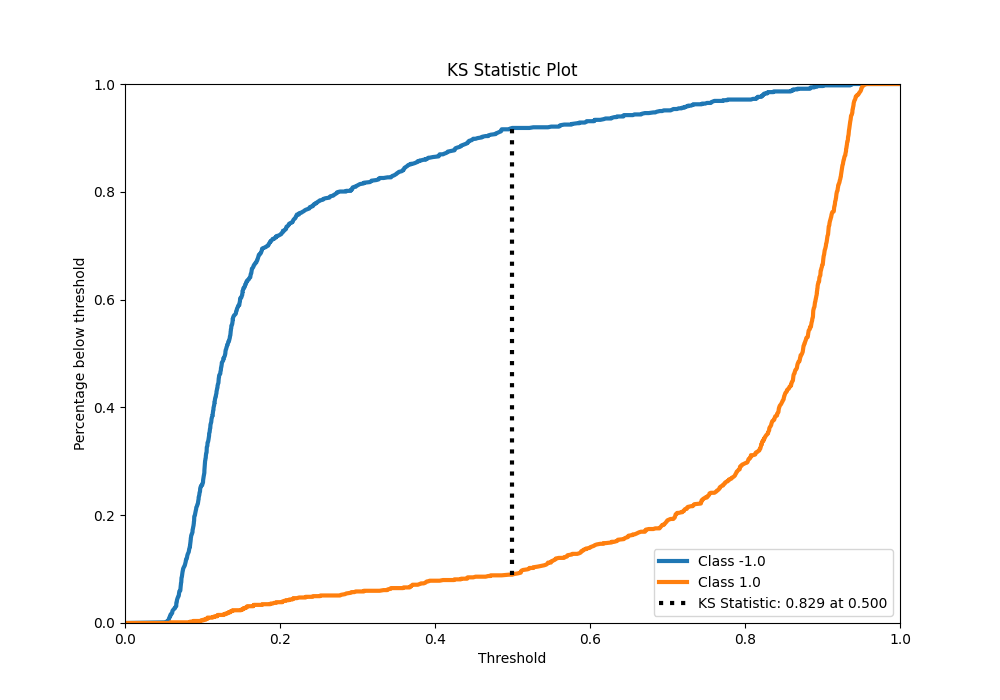 KS Statistic Plot
1.0
0.8
0.6
0.4
0.2
0.0
Percentage below threshold
0.0 0.2 0.4 0.6 0.8 1.0
Threshold
Class -1.0
Class 1.0
KS Statistic: 0.829 at 0.500